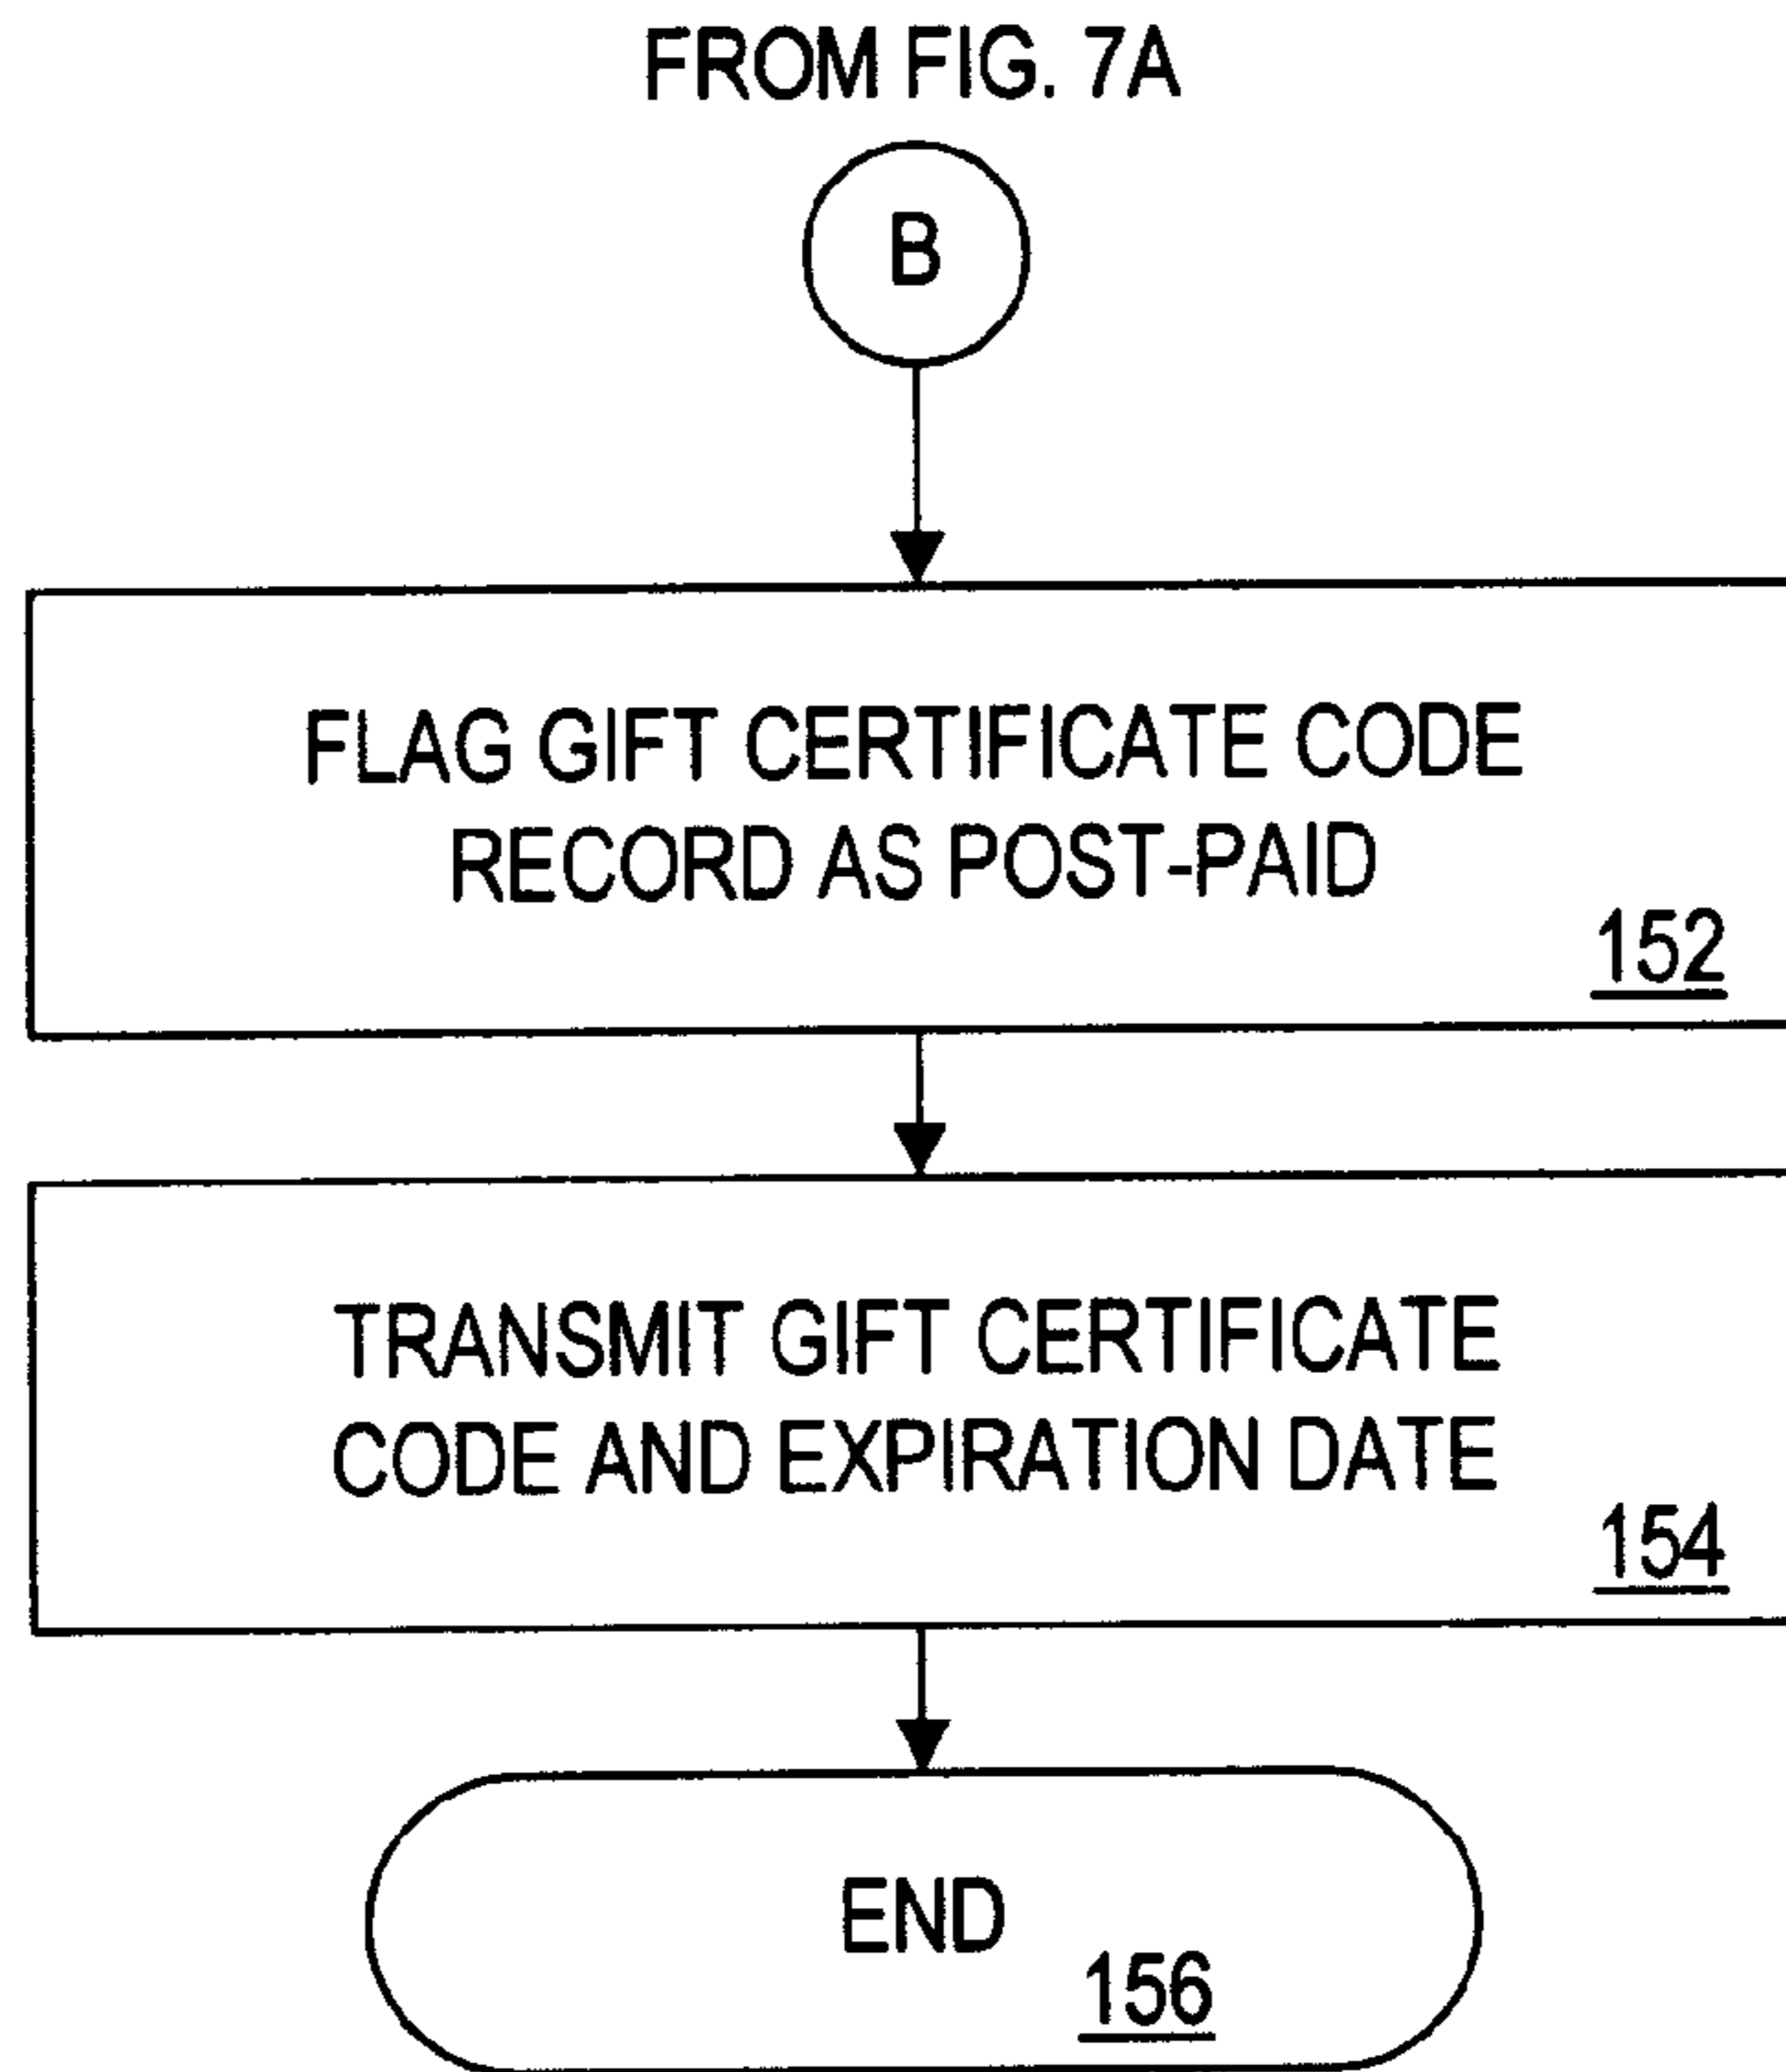 FROM FIG. 7A
B
FLAG GIFT CERTIFICATE CODE
RECORD AS POST-PAID
152
TRANSMIT GIFT CERTIFICATE
CODE AND EXPIRATION DATE
154
END
156